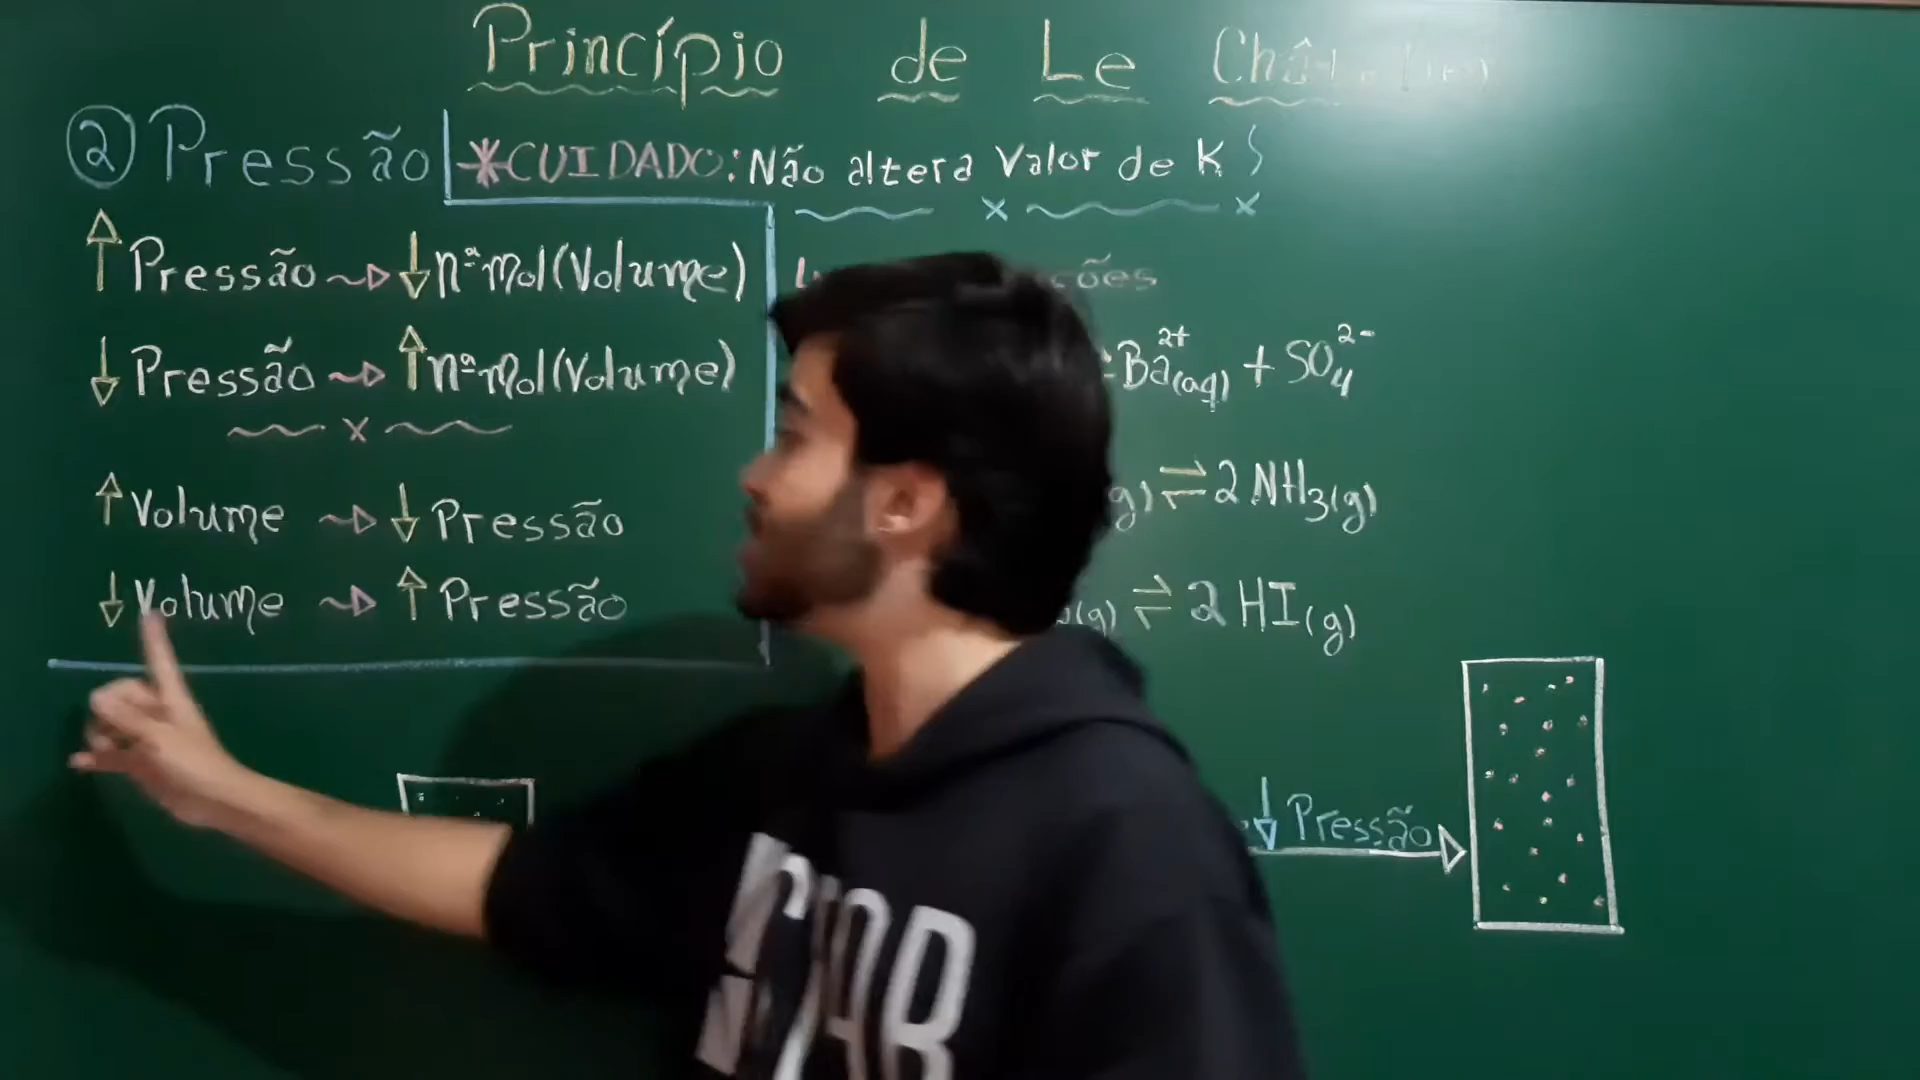 Princípio de Le
② Pressão
*CUIDADO: Não altera Valor de K
↑ Pressão ~▷ ↓ nº mol (Volume)
↓ Pressão ~▷ ↑ nº mol (Volume)
~ x ~
↑ Volume ~▷ ↓ Pressão
↓ Volume ~▷ ↑ Pressão
ções
Ba²⁺(aq) + SO₄²⁻
(g) ⇌ 2 NH₃(g)
(g) ⇌ 2 HI(g)
↓ Pressão